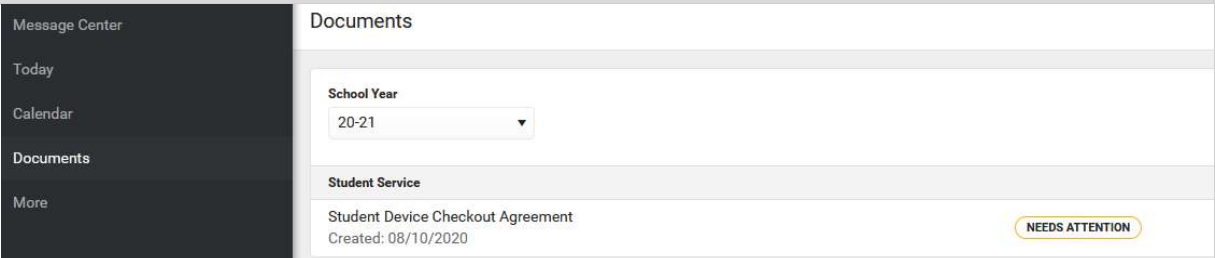 Message Center
Today
Calendar
Documents
More
Documents
School Year
20-21
Student Service
Student Device Checkout Agreement
Created: 08/10/2020
NEEDS ATTENTION